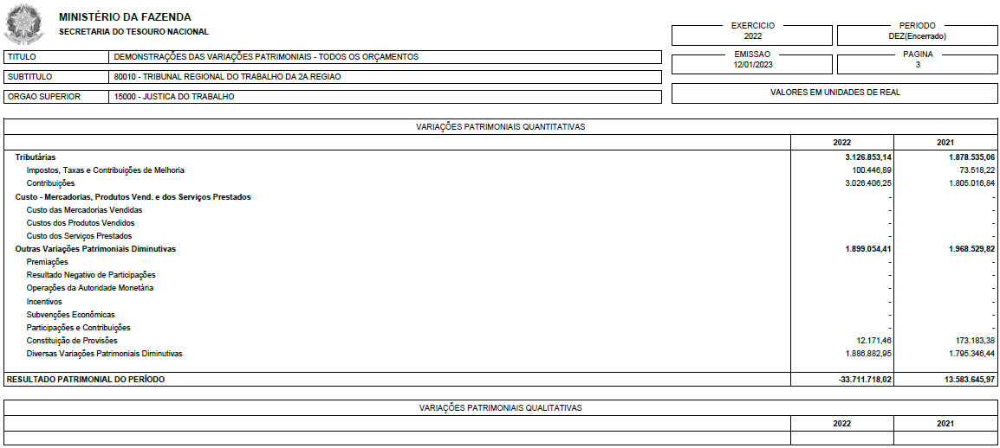 MINISTÉRIO DA FAZENDA
SECRETARIA DO TESOURO NACIONAL
EXERCICIO
2022
PERIODO
DEZ(Encerrado)
EMISSAO
12/01/2023
PAGINA
3
VALORES EM UNIDADES DE REAL
TITULO DEMONSTRAÇÕES DAS VARIAÇÕES PATRIMONIAIS - TODOS OS ORÇAMENTOS
SUBTITULO 80010 - TRIBUNAL REGIONAL DO TRABALHO DA 2A.REGIAO
ORGAO SUPERIOR 15000 - JUSTICA DO TRABALHO
VARIAÇÕES PATRIMONIAIS QUANTITATIVAS
2022 2021
Tributárias 3.126.853,14 1.878.535,06
Impostos, Taxas e Contribuições de Melhoria 100.446,89 73.518,22
Contribuições 3.026.406,25 1.805.016,84
Custo - Mercadorias, Produtos Vend. e dos Serviços Prestados - -
Custo das Mercadorias Vendidas - -
Custos dos Produtos Vendidos - -
Custo dos Serviços Prestados - -
Outras Variações Patrimoniais Diminutivas 1.899.054,41 1.968.529,82
Premiações - -
Resultado Negativo de Participações - -
Operações da Autoridade Monetária - -
Incentivos - -
Subvenções Econômicas - -
Participações e Contribuições - -
Constituição de Provisões 12.171,46 173.183,38
Diversas Variações Patrimoniais Diminutivas 1.886.882,95 1.795.346,44
RESULTADO PATRIMONIAL DO PERÍODO -33.711.718,02 13.583.645,97
VARIAÇÕES PATRIMONIAIS QUALITATIVAS
2022 2021